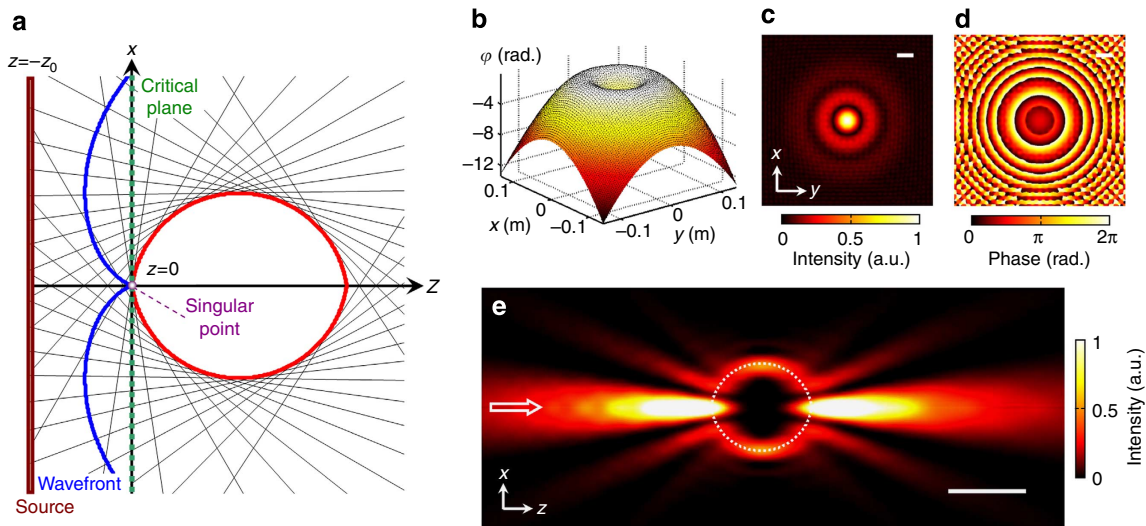 a
z=−z0
x
Critical
plane
z=0
Z
Singular
point
Wavefront
Source
b
φ (rad.)
−4
−8
−12
0.1
0
−0.1
x (m)
−0.1
0
0.1
y (m)
c
x
y
0 0.5 1
Intensity (a.u.)
d
0 π 2π
Phase (rad.)
e
x
z
1
0.5
0
Intensity (a.u.)